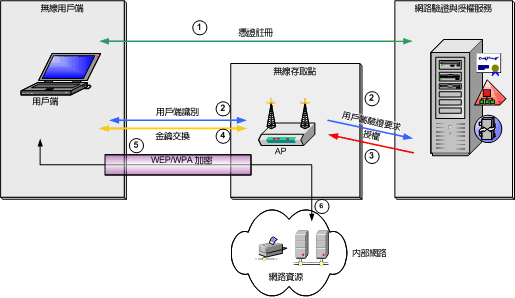 無線用戶端
網路驗證與授權服務
1
憑證註冊
無線存取點
用戶端
用戶端識別
2
2
用戶端驗證要求
金鑰交換
4
授權
AP
3
5
WEP/WPA 加密
6
內部網路
網路資源